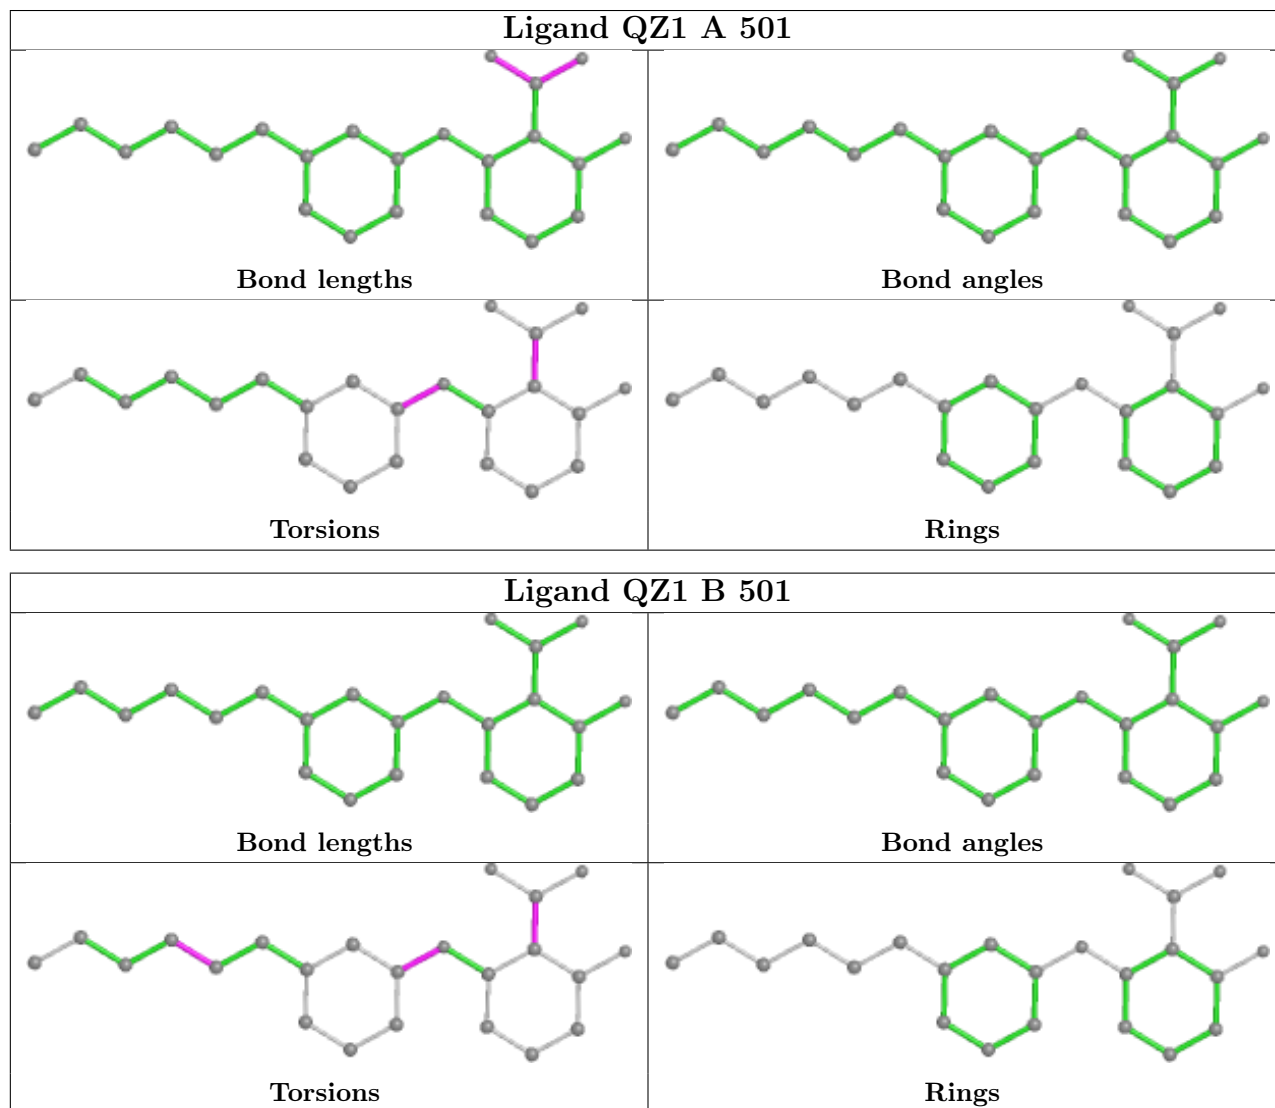 Ligand QZ1 A 501
Bond lengths
Bond angles
Torsions
Rings
Ligand QZ1 B 501
Bond lengths
Bond angles
Torsions
Rings